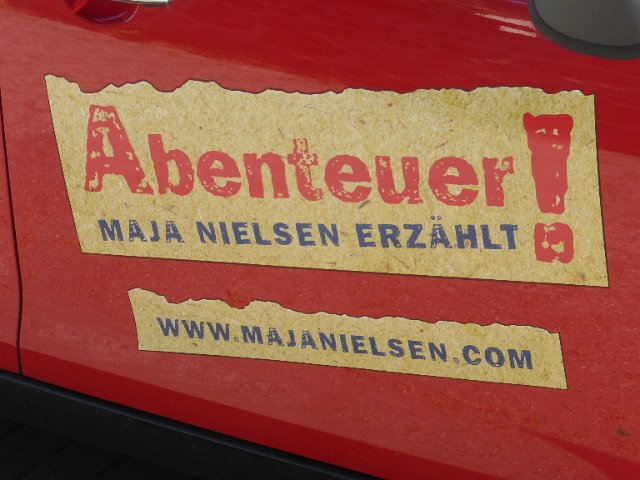 Abenteuer!
MAJA NIELSEN ERZÄHLT
WWW.MAJANIELSEN.COM